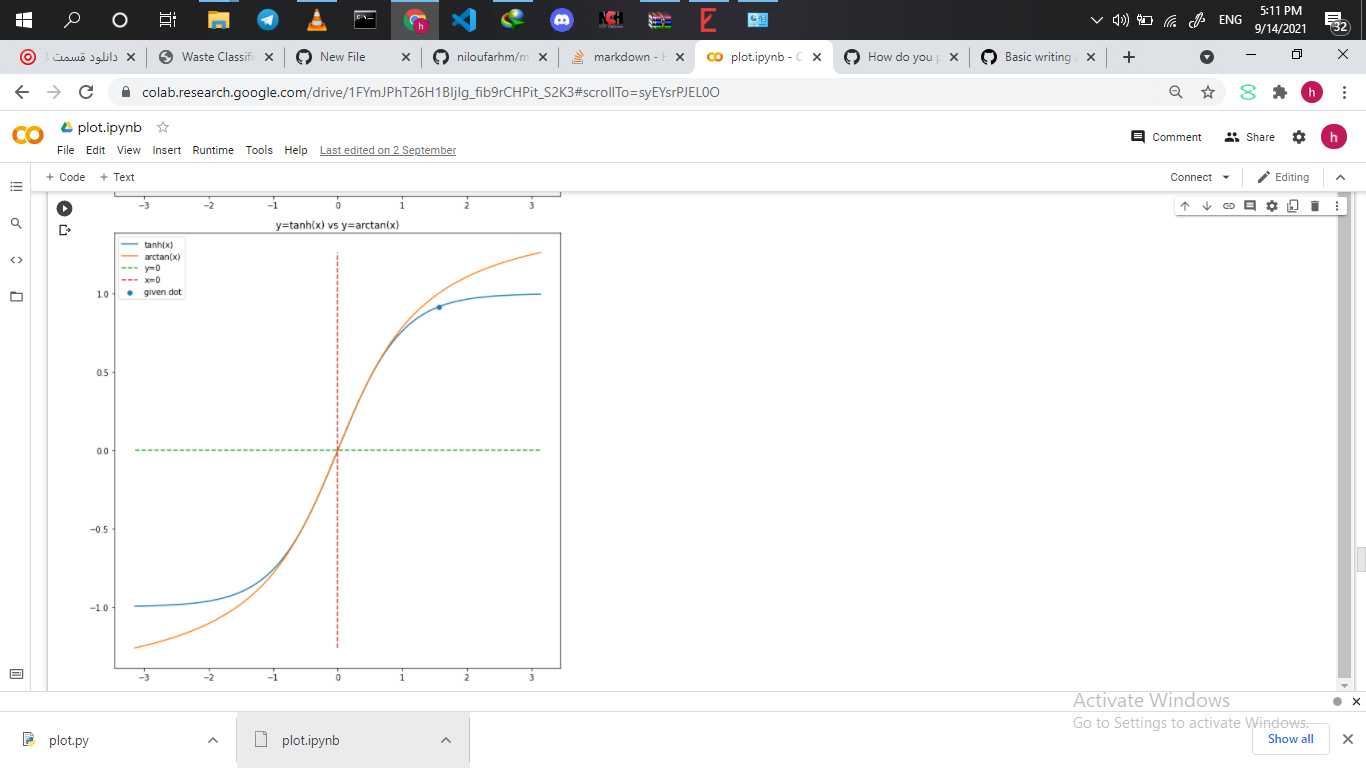 ENG
5:11 PM
9/14/2021
32
دانلود قسمت 3
Waste Classifi
New File
niloufarhm/m
markdown - H
plot.ipynb - C
How do you p
Basic writing a
colab.research.google.com/drive/1FYmJPhT26H1BIjIg_fib9rCHPit_S2K3#scrollTo=syEYsrPJEL0O
h
plot.ipynb
File Edit View Insert Runtime Tools Help Last edited on 2 September
Comment Share h
+ Code + Text
Connect Editing
−3 −2 −1 0 1 2 3
y=tanh(x) vs y=arctan(x)
tanh(x)
arctan(x)
y=0
x=0
given dot
1.0
0.5
0.0
−0.5
−1.0
−3 −2 −1 0 1 2 3
Activate Windows
Go to Settings to activate Windows.
plot.py
plot.ipynb
Show all